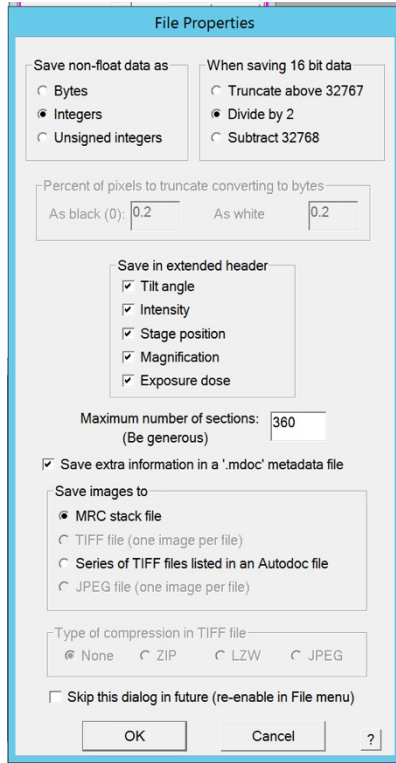 File Properties
Save non-float data as
Bytes
Integers
Unsigned integers
When saving 16 bit data
Truncate above 32767
Divide by 2
Subtract 32768
Percent of pixels to truncate converting to bytes
As black (0): 0.2 As white 0.2
Save in extended header
Tilt angle
Intensity
Stage position
Magnification
Exposure dose
Maximum number of sections: 360
(Be generous)
Save extra information in a '.mdoc' metadata file
Save images to
MRC stack file
TIFF file (one image per file)
Series of TIFF files listed in an Autodoc file
JPEG file (one image per file)
Type of compression in TIFF file
None ZIP LZW JPEG
Skip this dialog in future (re-enable in File menu)
OK Cancel ?